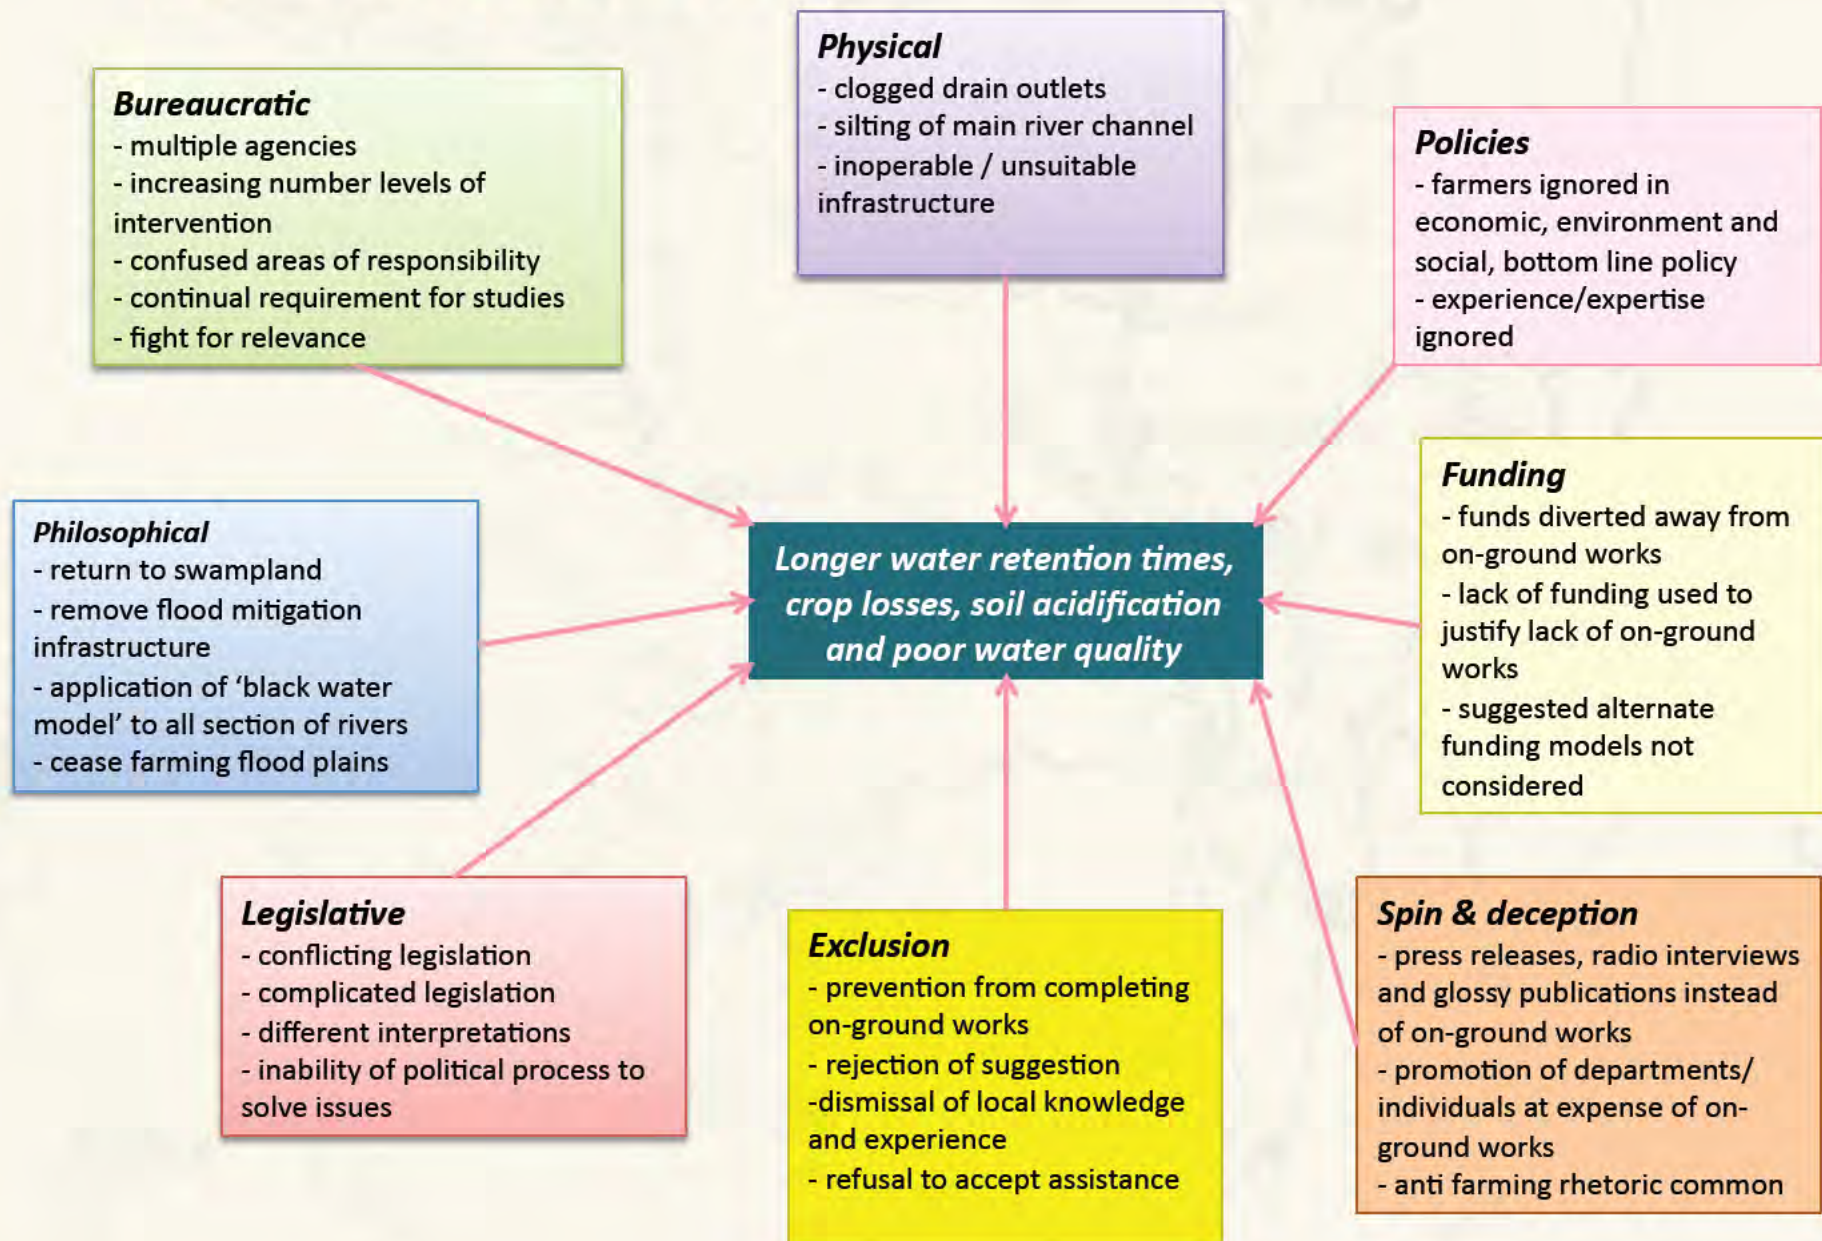 Physical
- clogged drain outlets
- silting of main river channel
- inoperable / unsuitable
infrastructure
Bureaucratic
- multiple agencies
- increasing number levels of
intervention
- confused areas of responsibility
- continual requirement for studies
- fight for relevance
Policies
- farmers ignored in
economic, environment and
social, bottom line policy
- experience/expertise
ignored
Philosophical
- return to swampland
- remove flood mitigation
infrastructure
- application of ‘black water
model’ to all section of rivers
- cease farming flood plains
Longer water retention times,
crop losses, soil acidification
and poor water quality
Funding
- funds diverted away from
on-ground works
- lack of funding used to
justify lack of on-ground
works
- suggested alternate
funding models not
considered
Legislative
- conflicting legislation
- complicated legislation
- different interpretations
- inability of political process to
solve issues
Exclusion
- prevention from completing
on-ground works
- rejection of suggestion
-dismissal of local knowledge
and experience
- refusal to accept assistance
Spin & deception
- press releases, radio interviews
and glossy publications instead
of on-ground works
- promotion of departments/
individuals at expense of on-
ground works
- anti farming rhetoric common